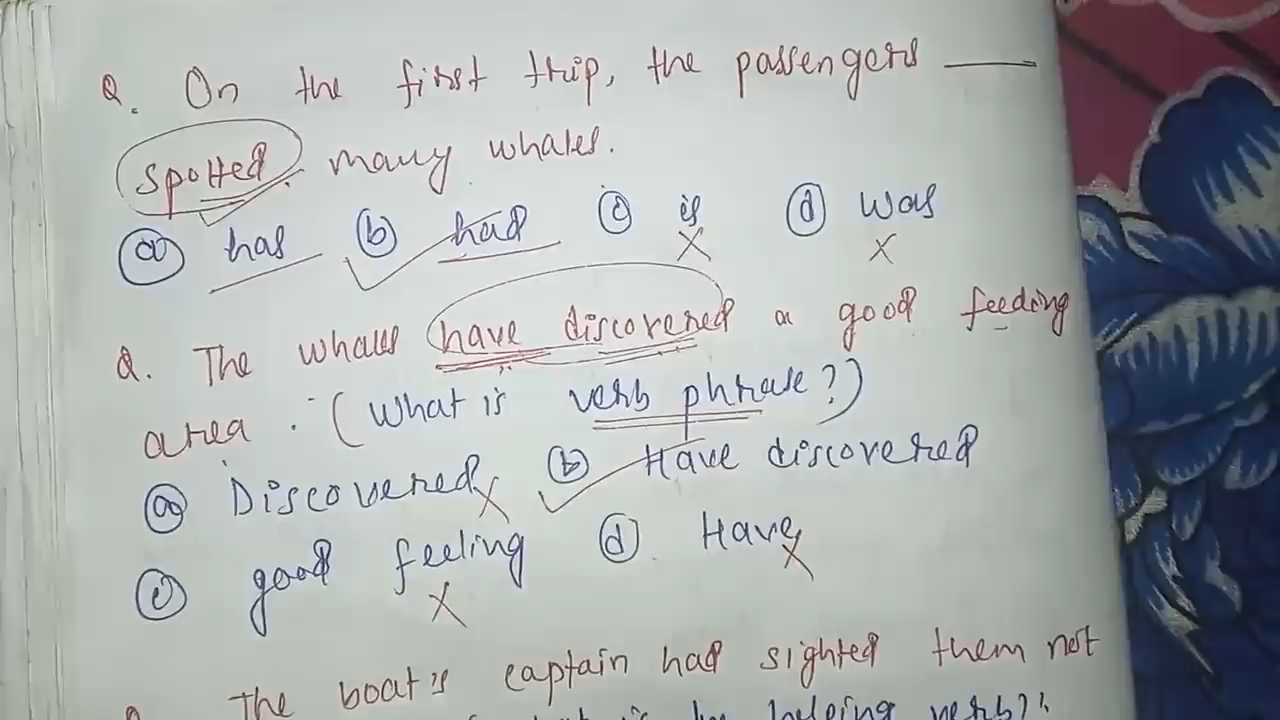 Q. On the first trip, the passengers ____
spotted many whales.
(a) has (b) had (c) is (d) was
Q. The whales have discovered a good feeding
area. (What is verb phrase?)
(a) Discovered (b) Have discovered
(c) good feeling (d) Have
Q. The boat's captain had sighted them not
helping verb?)